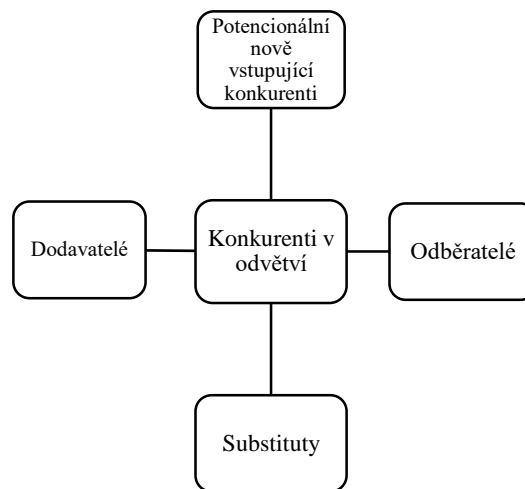 Potencionální
nově
vstupující
konkurenti
Dodavatelé
Konkurenti v
odvětví
Odběratelé
Substituty